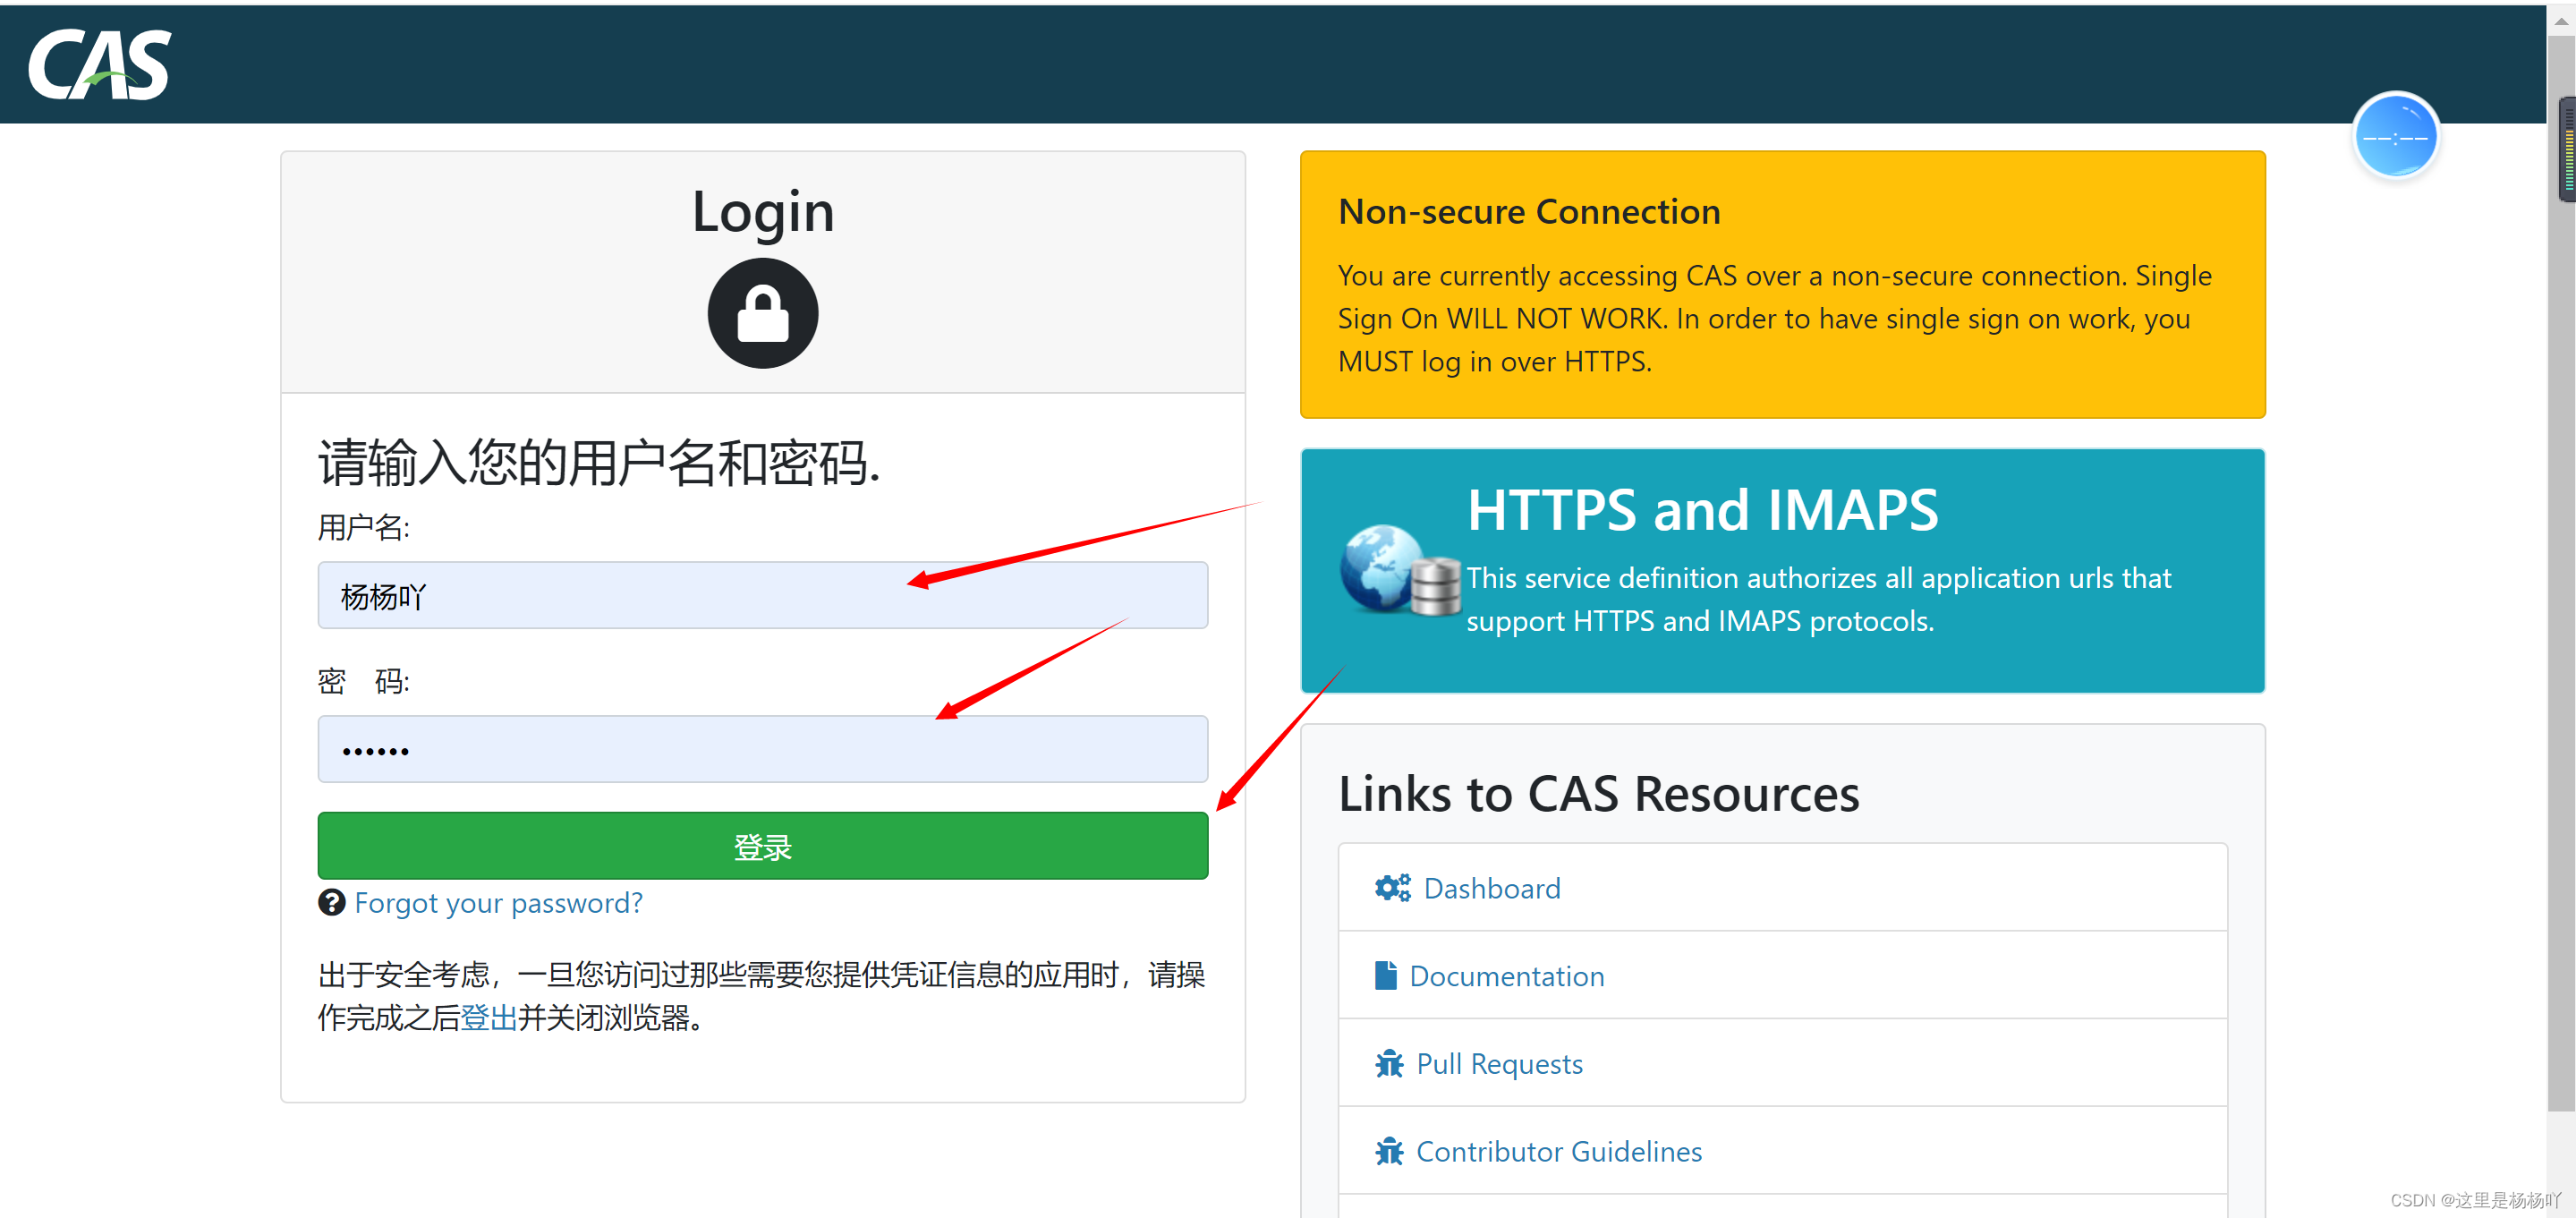 CAS
Login
请输入您的用户名和密码.
用户名:
杨杨吖
密 码:
••••••
登录
Forgot your password?
出于安全考虑，一旦您访问过那些需要您提供凭证信息的应用时，请操
作完成之后登出并关闭浏览器。
--:--
Non-secure Connection
You are currently accessing CAS over a non-secure connection. Single
Sign On WILL NOT WORK. In order to have single sign on work, you
MUST log in over HTTPS.
HTTPS and IMAPS
This service definition authorizes all application urls that
support HTTPS and IMAPS protocols.
Links to CAS Resources
Dashboard
Documentation
Pull Requests
Contributor Guidelines
CSDN @这里是杨杨吖